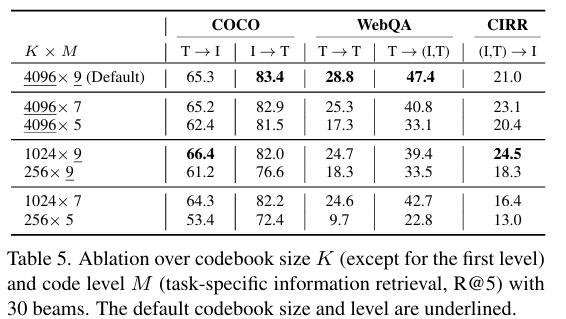 COCO WebQA CIRR
K × M T → I I → T T → T T → (I,T) (I,T) → I
4096× 9 (Default) 65.3 83.4 28.8 47.4 21.0
4096× 7 65.2 82.9 25.3 40.8 23.1
4096× 5 62.4 81.5 17.3 33.1 20.4
1024× 9 66.4 82.0 24.7 39.4 24.5
256× 9 61.2 76.6 18.3 33.5 18.3
1024× 7 64.3 82.2 24.6 42.7 16.4
256× 5 53.4 72.4 9.7 22.8 13.0
Table 5. Ablation over codebook size K (except for the first level)
and code level M (task-specific information retrieval, R@5) with
30 beams. The default codebook size and level are underlined.